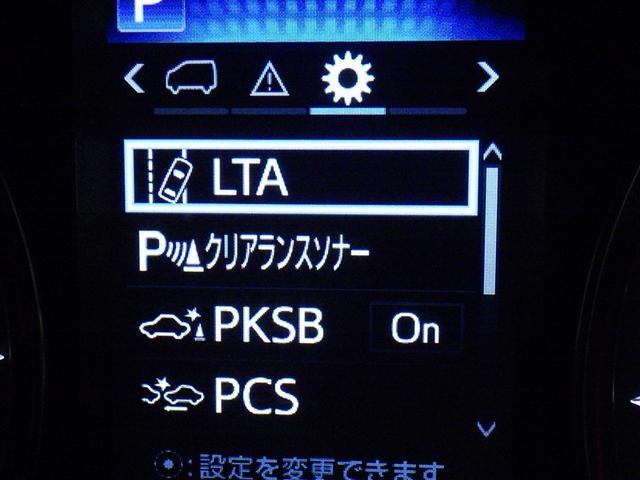 P
LTA
Pクリアランスソナー
PKSB On
PCS
:設定を変更できます